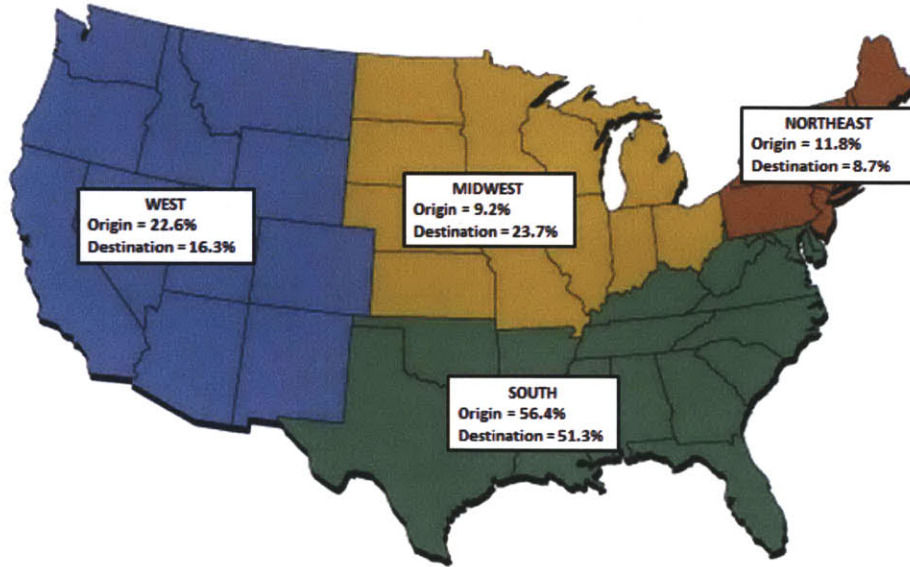 NORTHEAST
Origin = 11.8%
Destination = 8.7%
WEST
Origin = 22.6%
Destination = 16.3%
MIDWEST
Origin = 9.2%
Destination = 23.7%
SOUTH
Origin = 56.4%
Destination = 51.3%